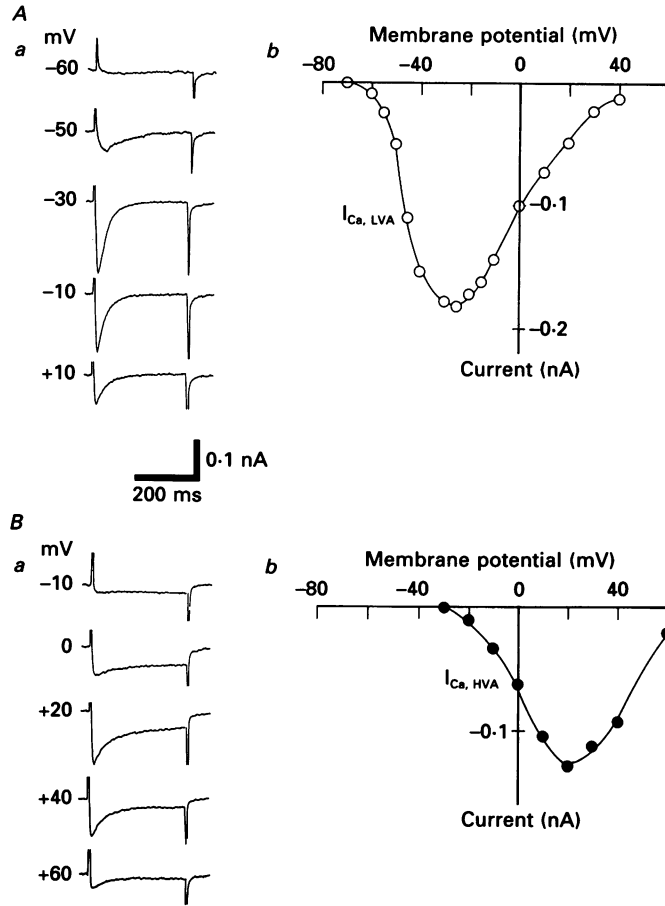 A
a
mV
−60
−50
−30
−10
+10
0·1 nA
200 ms
b
Membrane potential (mV)
−80 −40 0 40
I Ca, LVA
−0·1
−0·2
Current (nA)
B
a
mV
−10
0
+20
+40
+60
b
Membrane potential (mV)
−80 −40 0 40
I Ca, HVA
−0·1
Current (nA)